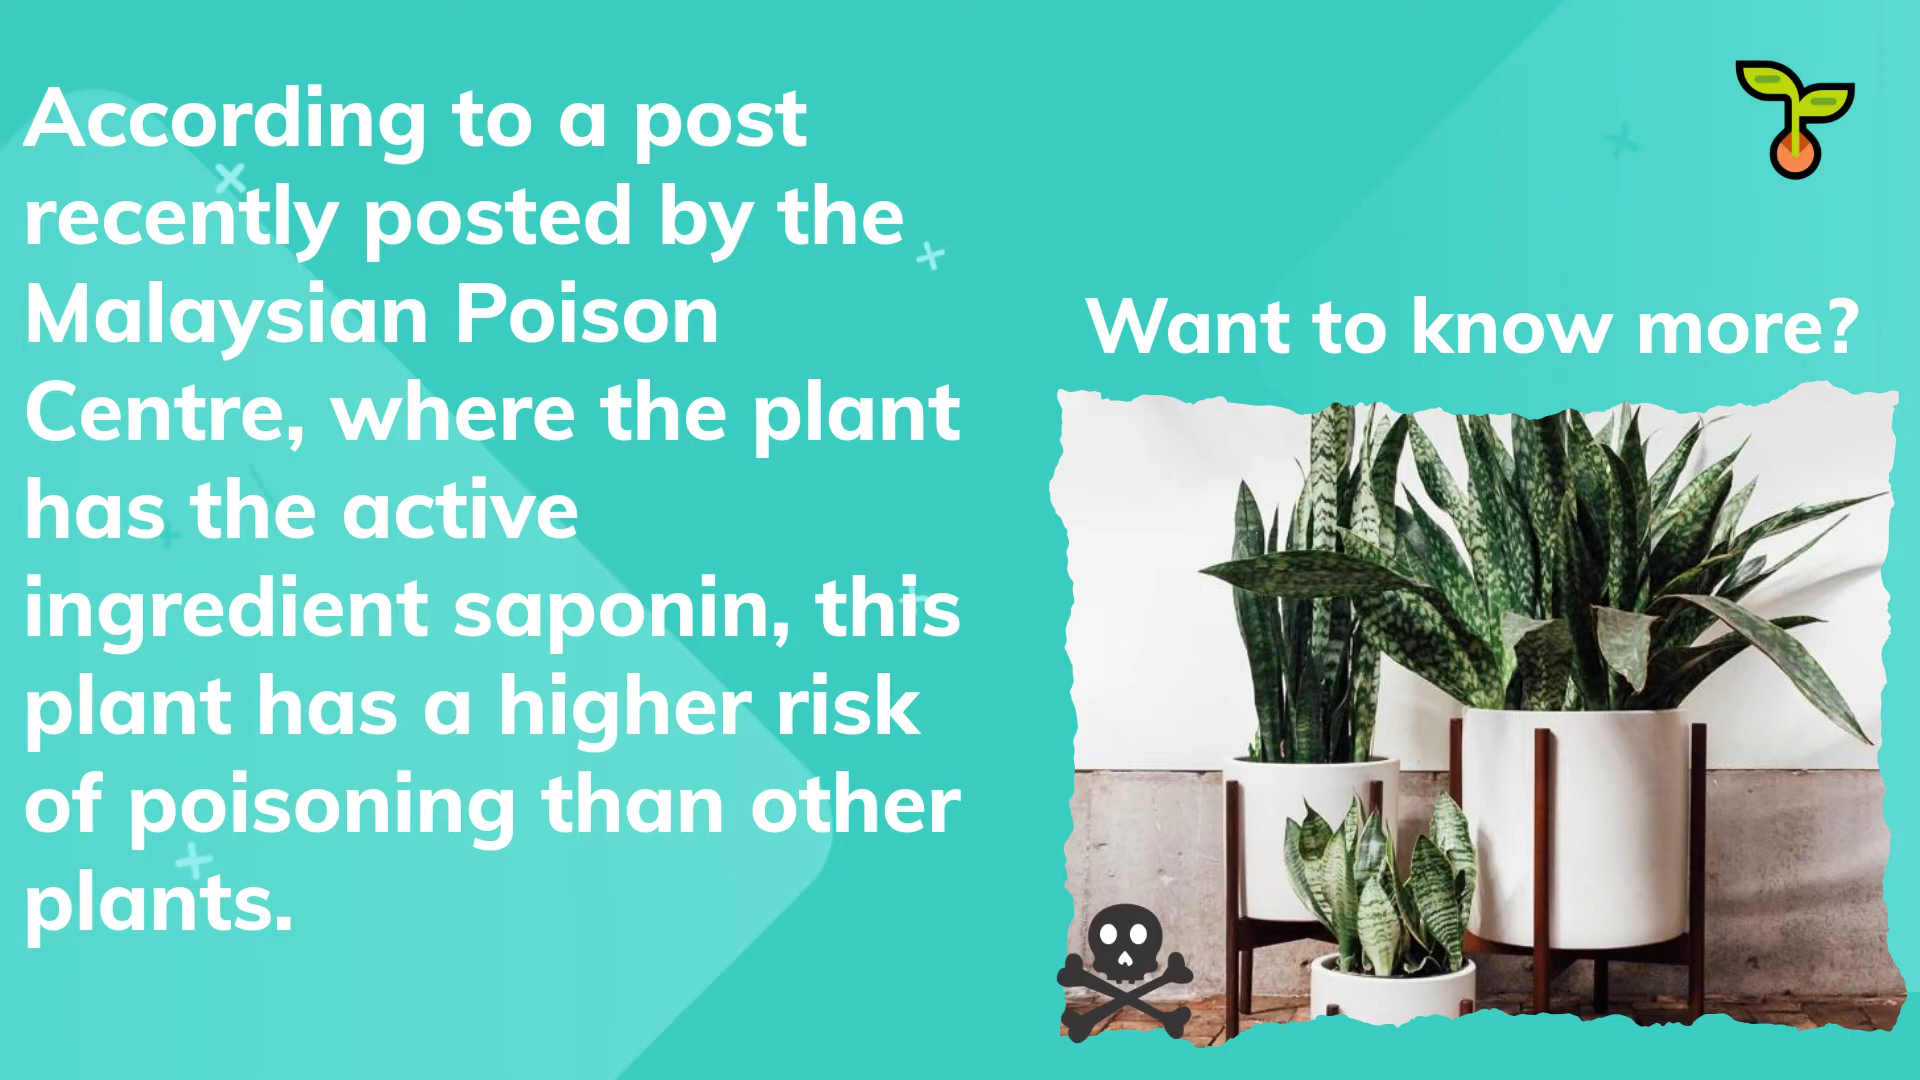 According to a post
recently posted by the
Malaysian Poison
Centre, where the plant
has the active
ingredient saponin, this
plant has a higher risk
of poisoning than other
plants.
Want to know more?